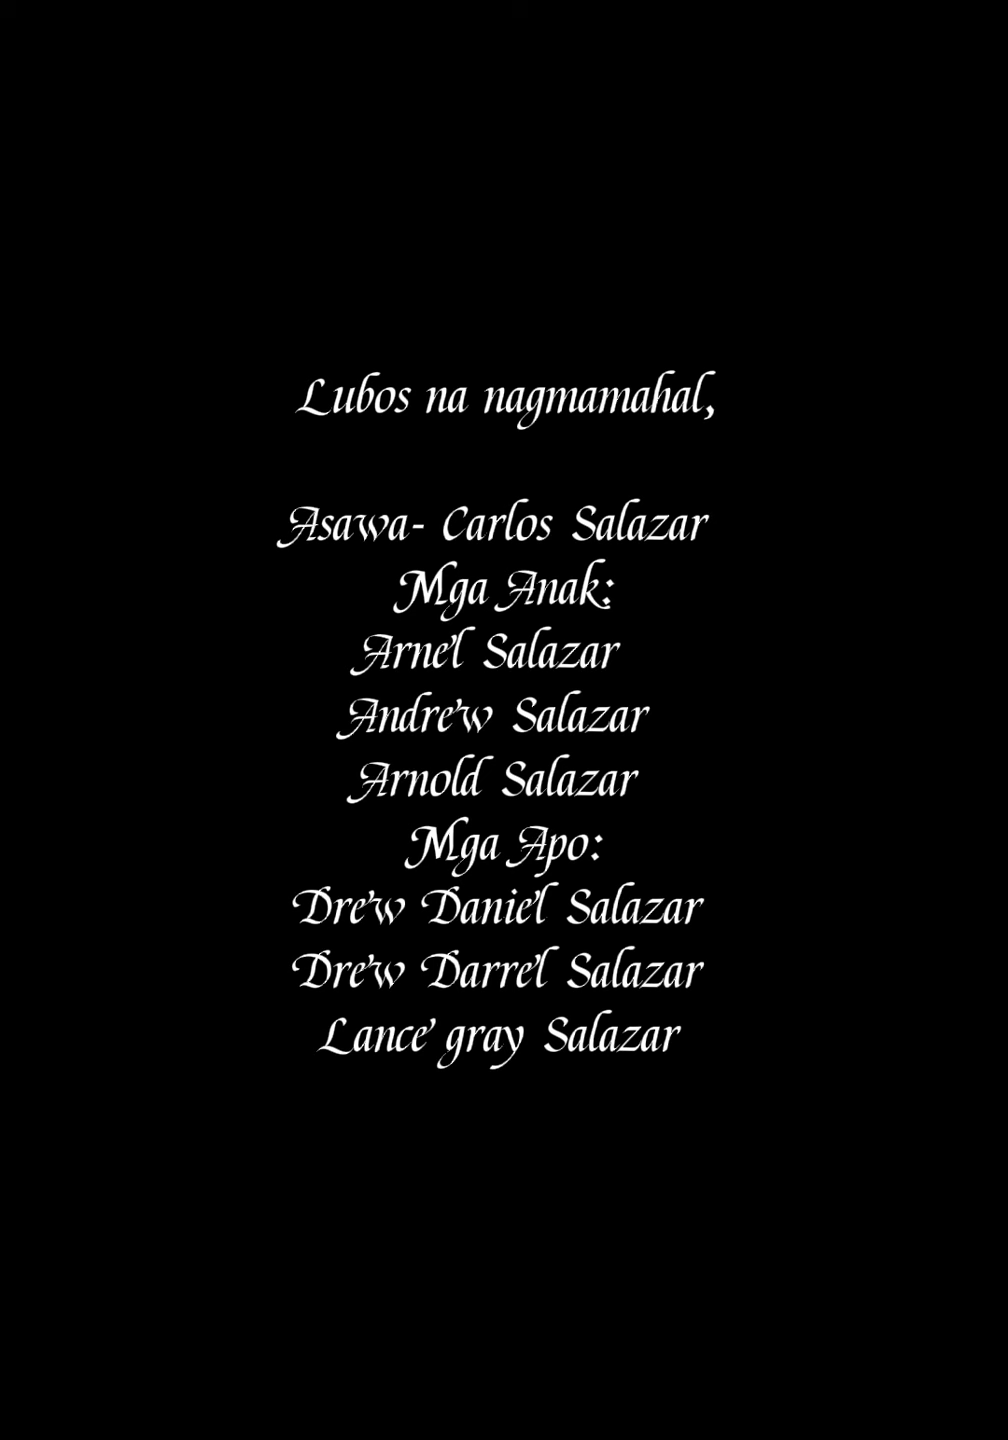 Lubos na nagmamahal,
Asawa- Carlos Salazar
Mga Anak:
Arnel Salazar
Andrew Salazar
Arnold Salazar
Mga Apo:
Drew Daniel Salazar
Drew Darrel Salazar
Lance gray Salazar